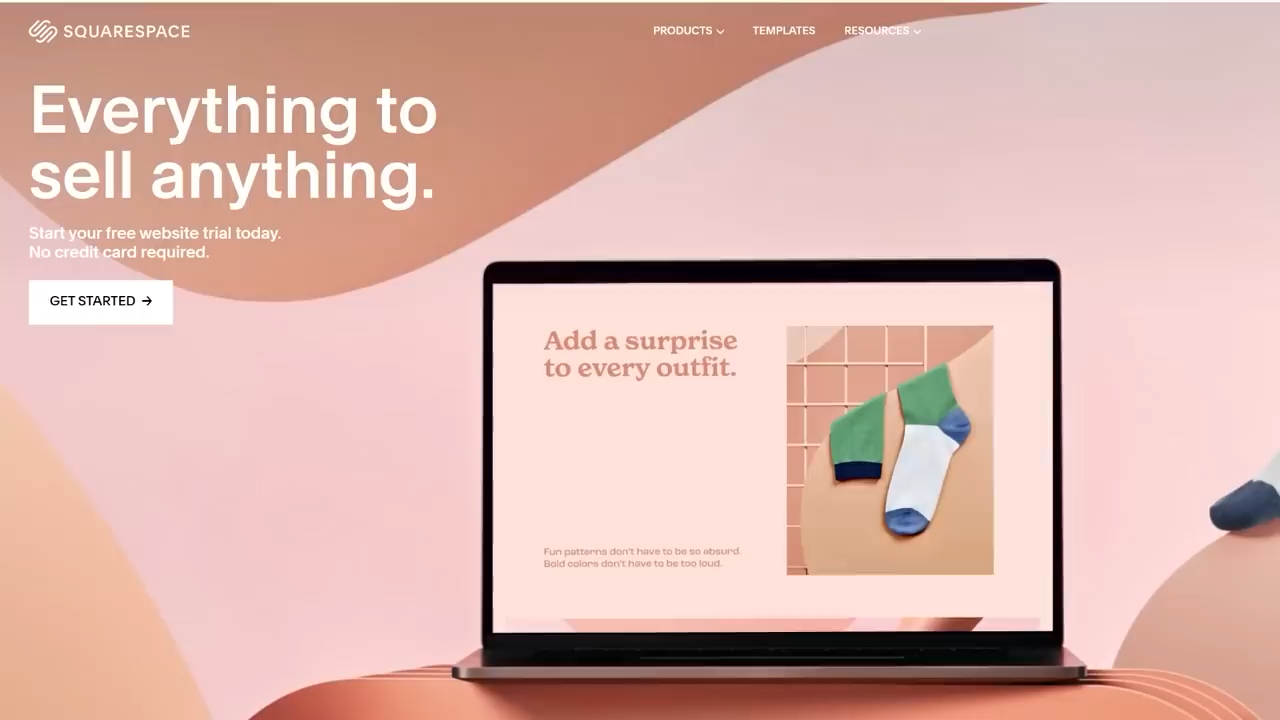 SQUARESPACE
PRODUCTS
TEMPLATES
RESOURCES
Everything to
sell anything.
Start your free website trial today.
No credit card required.
GET STARTED →
Add a surprise
to every outfit.
Fun patterns don't have to be so absurd.
Bold colors don't have to be too loud.